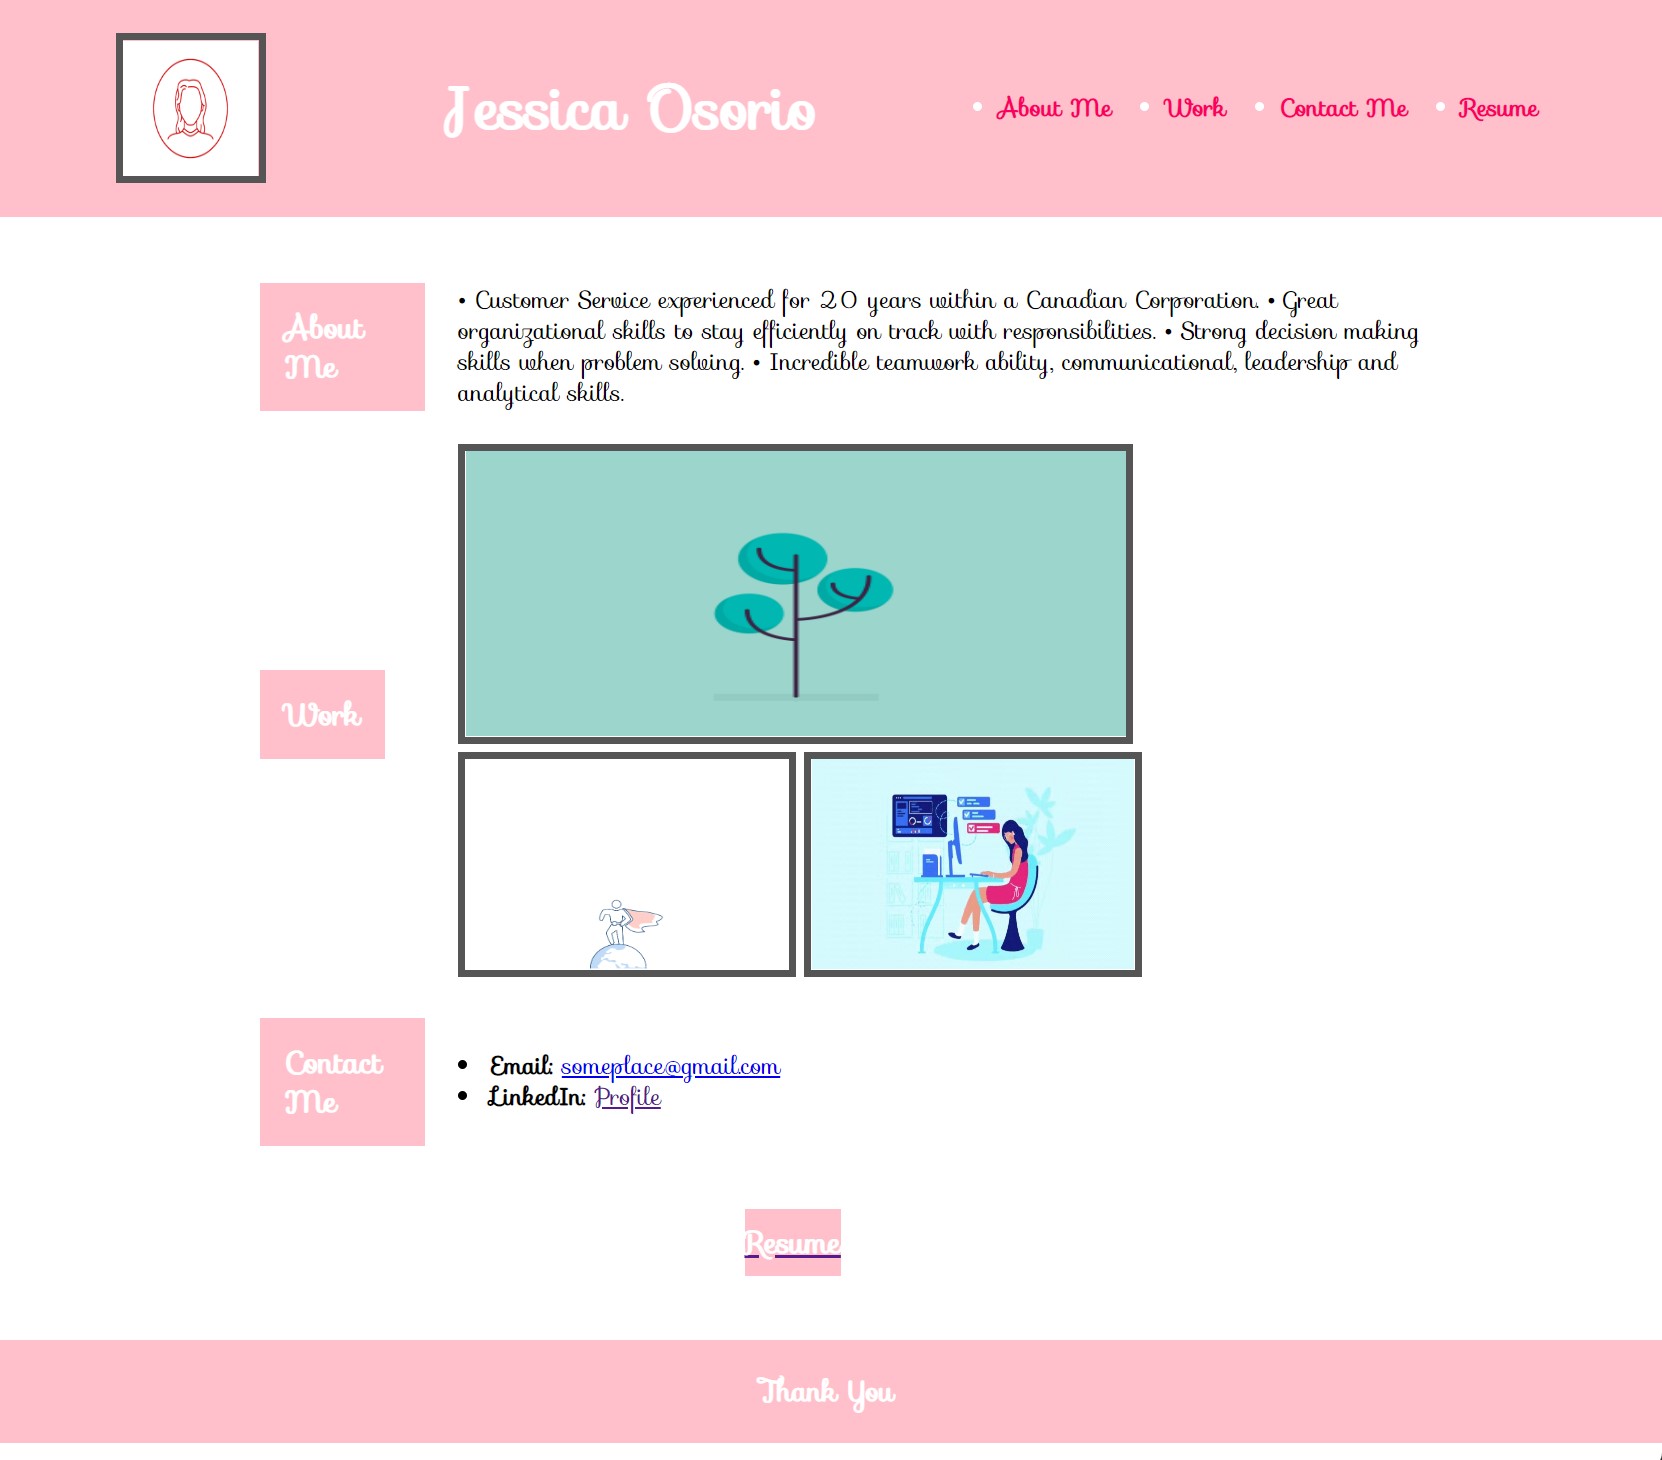 Jessica Osorio
• About Me • Work • Contact Me • Resume
About
Me
• Customer Service experienced for 20 years within a Canadian Corporation. • Great
organizational skills to stay efficiently on track with responsibilities. • Strong decision making
skills when problem solving. • Incredible teamwork ability, communicational, leadership and
analytical skills.
Work
Contact
Me
• Email: someplace@gmail.com
• LinkedIn: Profile
Resume
Thank You